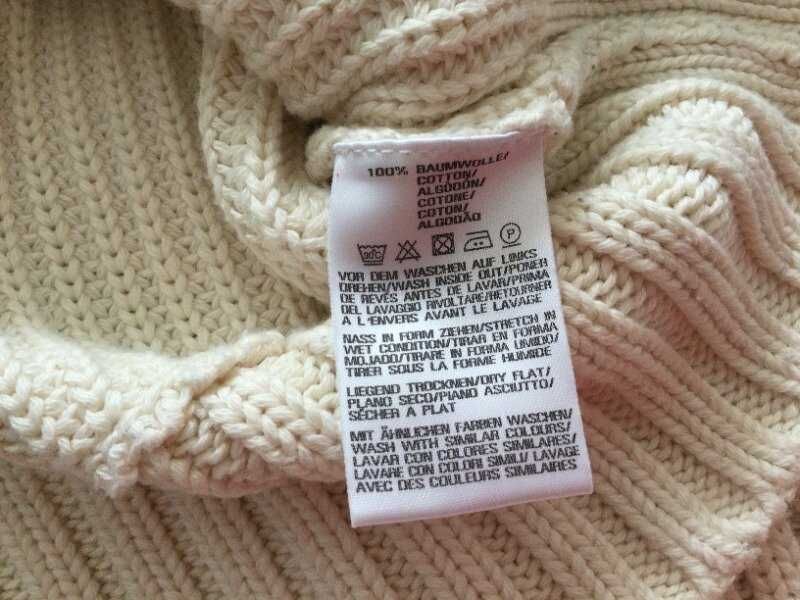 100% BAUMWOLLE/
COTTON/
ALGODÓN/
COTONE/
COTON/
ALGODÃO
30°C P
VOR DEM WASCHEN AUF LINKS
DREHEN/WASH INSIDE OUT/PONER
DE REVÉS ANTES DE LAVAR/PRIMA
DEL LAVAGGIO RIVOLTARE/RETOURNER
A L'ENVERS AVANT LE LAVAGE
NASS IN FORM ZIEHEN/STRETCH IN
WET CONDITION/TIRAR EN FORMA
MOJADO/TIRARE IN FORMA UMIDO/
TIRER SOUS LA FORME HUMIDE
LIEGEND TROCKNEN/DRY FLAT/
PLANO SECO/PIANO ASCIUTTO/
SÉCHER A PLAT
MIT ÄHNLICHEN FARBEN WASCHEN/
WASH WITH SIMILAR COLOURS/
LAVAR CON COLORES SIMILARES/
LAVARE CON COLORI SIMILI/ LAVAGE
AVEC DES COULEURS SIMILAIRES